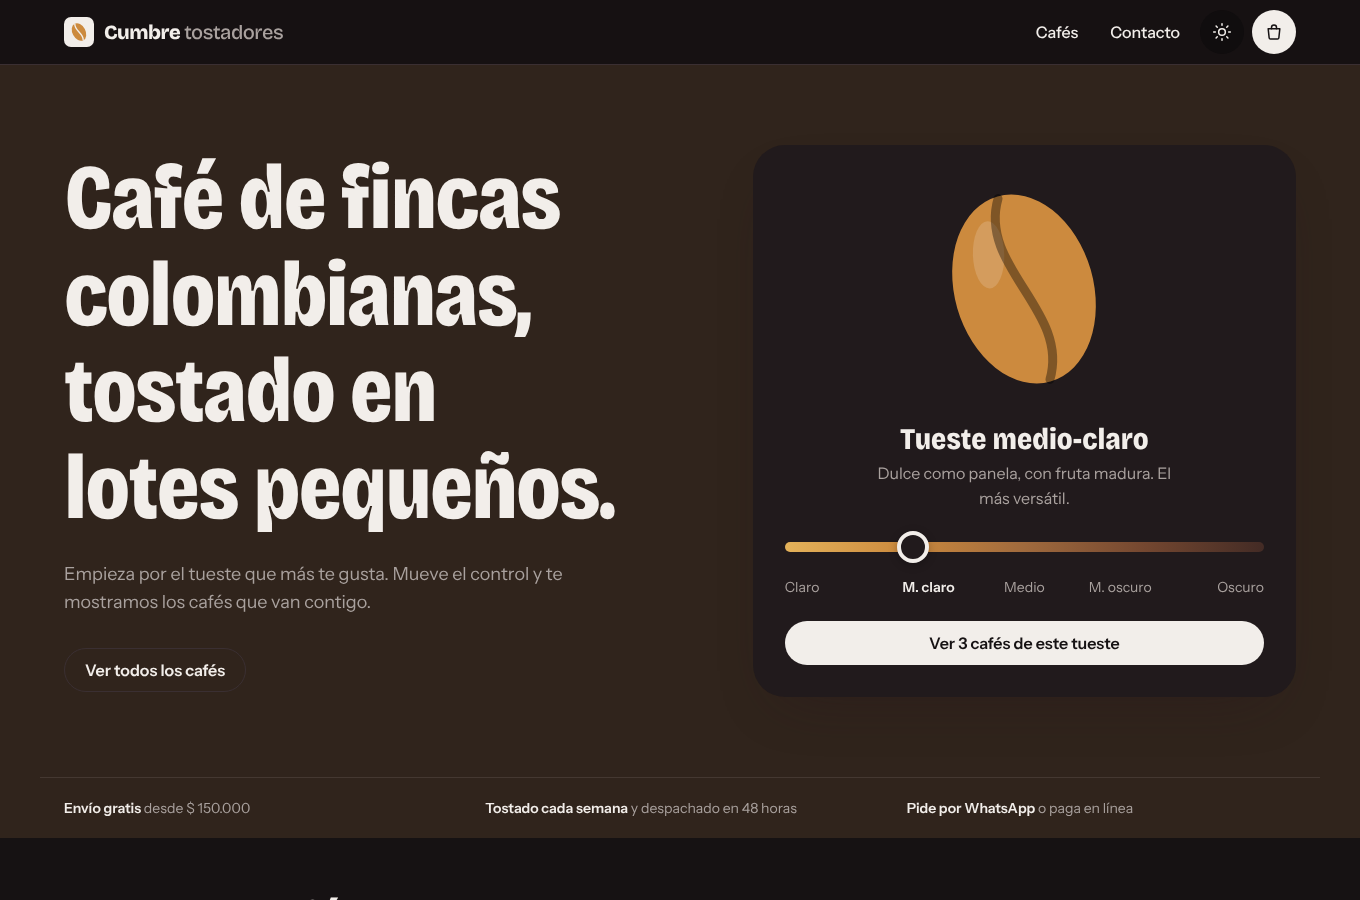 Cumbre tostadores
Cafés
Contacto
Café de fincas
colombianas,
tostado en
lotes pequeños.
Empieza por el tueste que más te gusta. Mueve el control y te
mostramos los cafés que van contigo.
Ver todos los cafés
Tueste medio-claro
Dulce como panela, con fruta madura. El
más versátil.
Claro
M. claro
Medio
M. oscuro
Oscuro
Ver 3 cafés de este tueste
Envío gratis desde $ 150.000
Tostado cada semana y despachado en 48 horas
Pide por WhatsApp o paga en línea